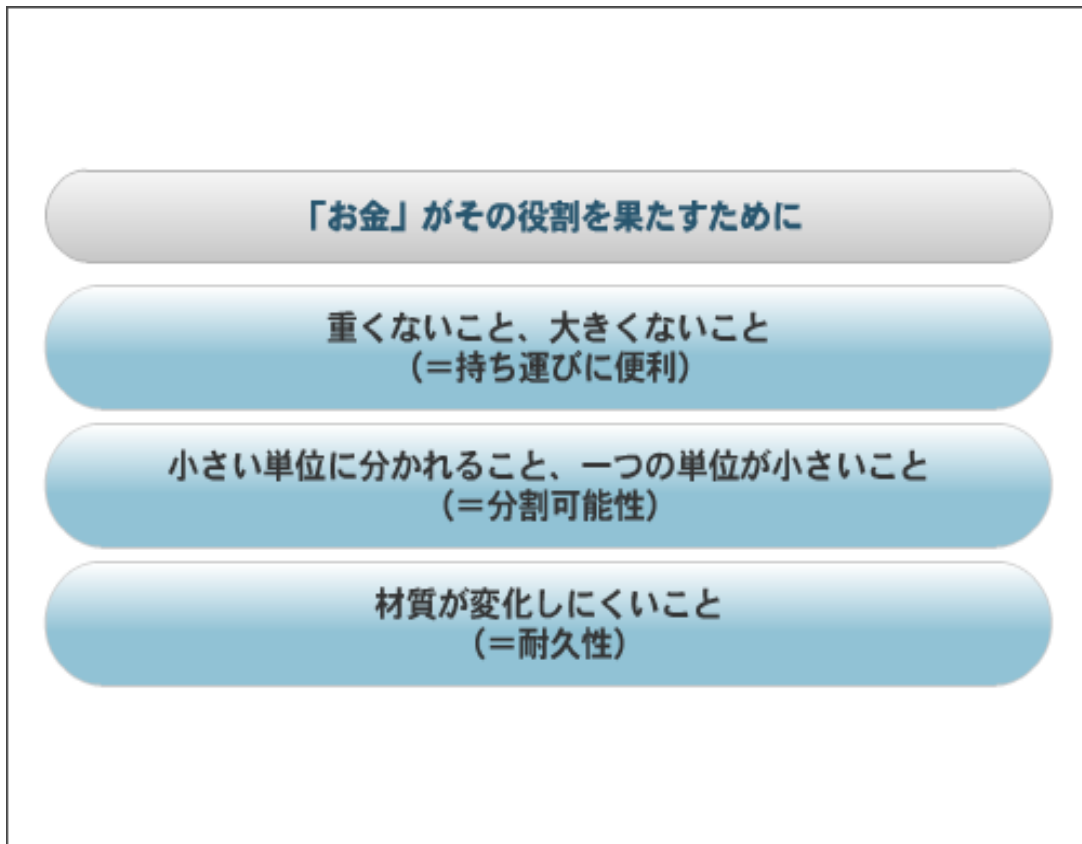 「お金」がその役割を果たすために
重くないこと、大きくないこと
(＝持ち運びに便利)
小さい単位に分かれること、一つの単位が小さいこと
(＝分割可能性)
材質が変化しにくいこと
(＝耐久性)